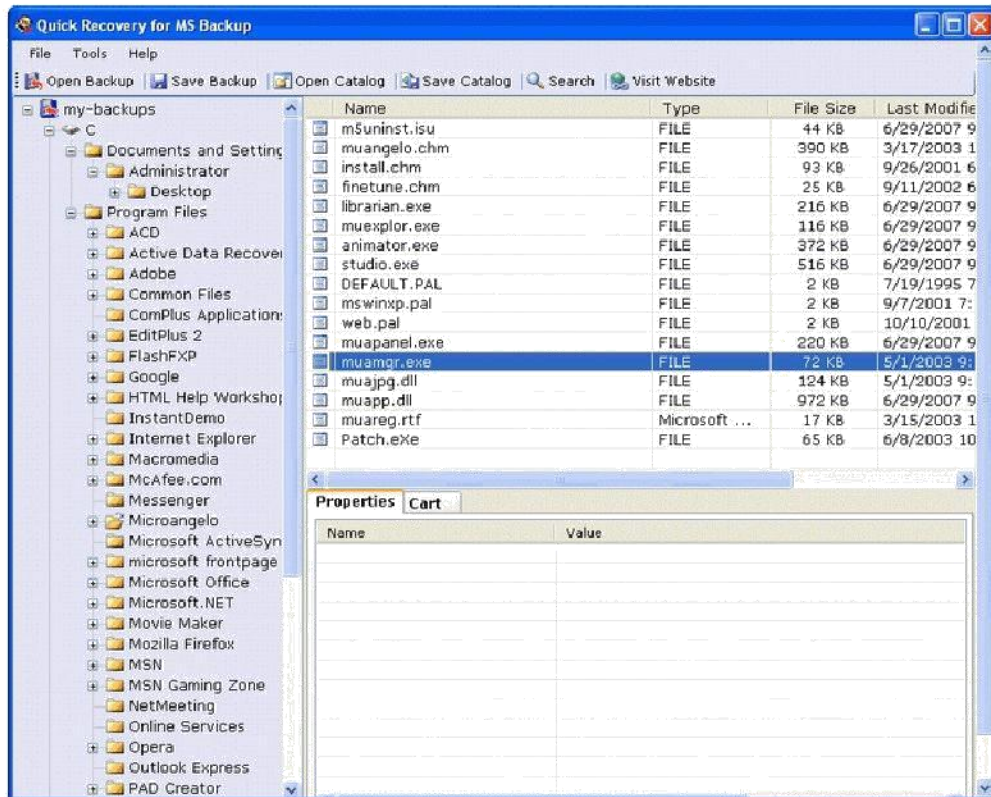 Quick Recovery for MS Backup
File Tools Help
Open Backup Save Backup Open Catalog Save Catalog Search Visit Website
my-backups
C
Documents and Setting
Administrator
Desktop
Program Files
ACD
Active Data Recover
Adobe
Common Files
ComPlus Applications
EditPlus 2
FlashFXP
Google
HTML Help Workshop
InstantDemo
Internet Explorer
Macromedia
McAfee.com
Messenger
Microangelo
Microsoft ActiveSyn
microsoft frontpage
Microsoft Office
Microsoft.NET
Movie Maker
Mozilla Firefox
MSN
MSN Gaming Zone
NetMeeting
Online Services
Opera
Outlook Express
PAD Creator
Name Type File Size Last Modifie
m5uninst.isu FILE 44 KB 6/29/2007 9
muangelo.chm FILE 390 KB 3/17/2003 1
install.chm FILE 93 KB 9/26/2001 6
finetune.chm FILE 25 KB 9/11/2002 6
librarian.exe FILE 216 KB 6/29/2007 9
muexplor.exe FILE 116 KB 6/29/2007 9
animator.exe FILE 372 KB 6/29/2007 9
studio.exe FILE 516 KB 6/29/2007 9
DEFAULT.PAL FILE 2 KB 7/19/1995 7
mswinxp.pal FILE 2 KB 9/7/2001 7:
web.pal FILE 2 KB 10/10/2001
muapanel.exe FILE 220 KB 6/29/2007 9
muamgr.exe FILE 72 KB 5/1/2003 9:
muajpg.dll FILE 124 KB 5/1/2003 9:
muapp.dll FILE 972 KB 6/29/2007 9
muareg.rtf Microsoft ... 17 KB 3/15/2003 1
Patch.eXe FILE 65 KB 6/8/2003 10
Properties Cart
Name Value